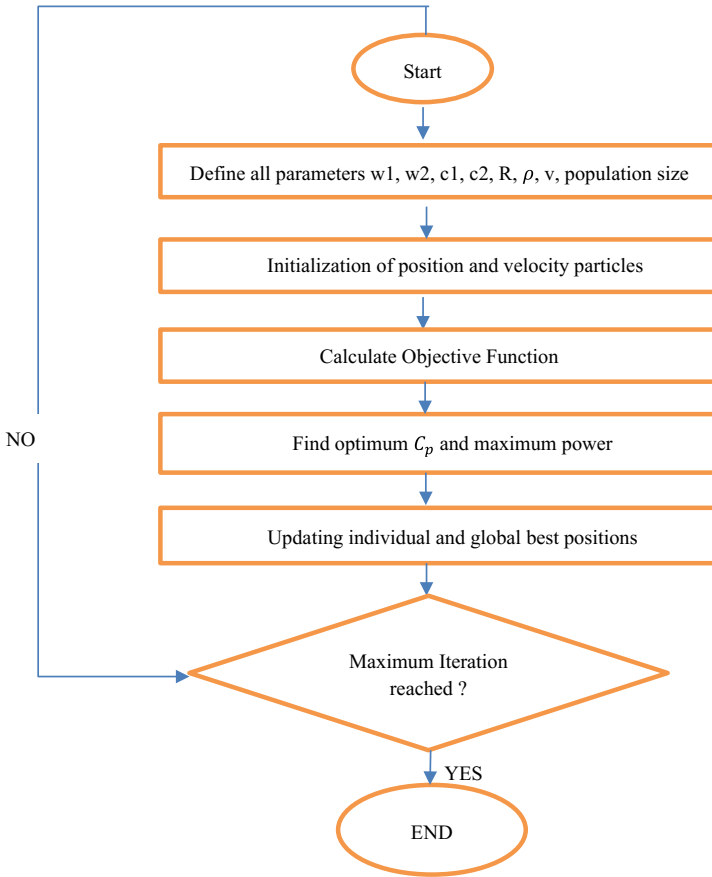 Start
Define all parameters w1, w2, c1, c2, R, ρ, v, population size
Initialization of position and velocity particles
Calculate Objective Function
Find optimum C_p and maximum power
NO
Updating individual and global best positions
Maximum Iteration
reached ?
YES
END